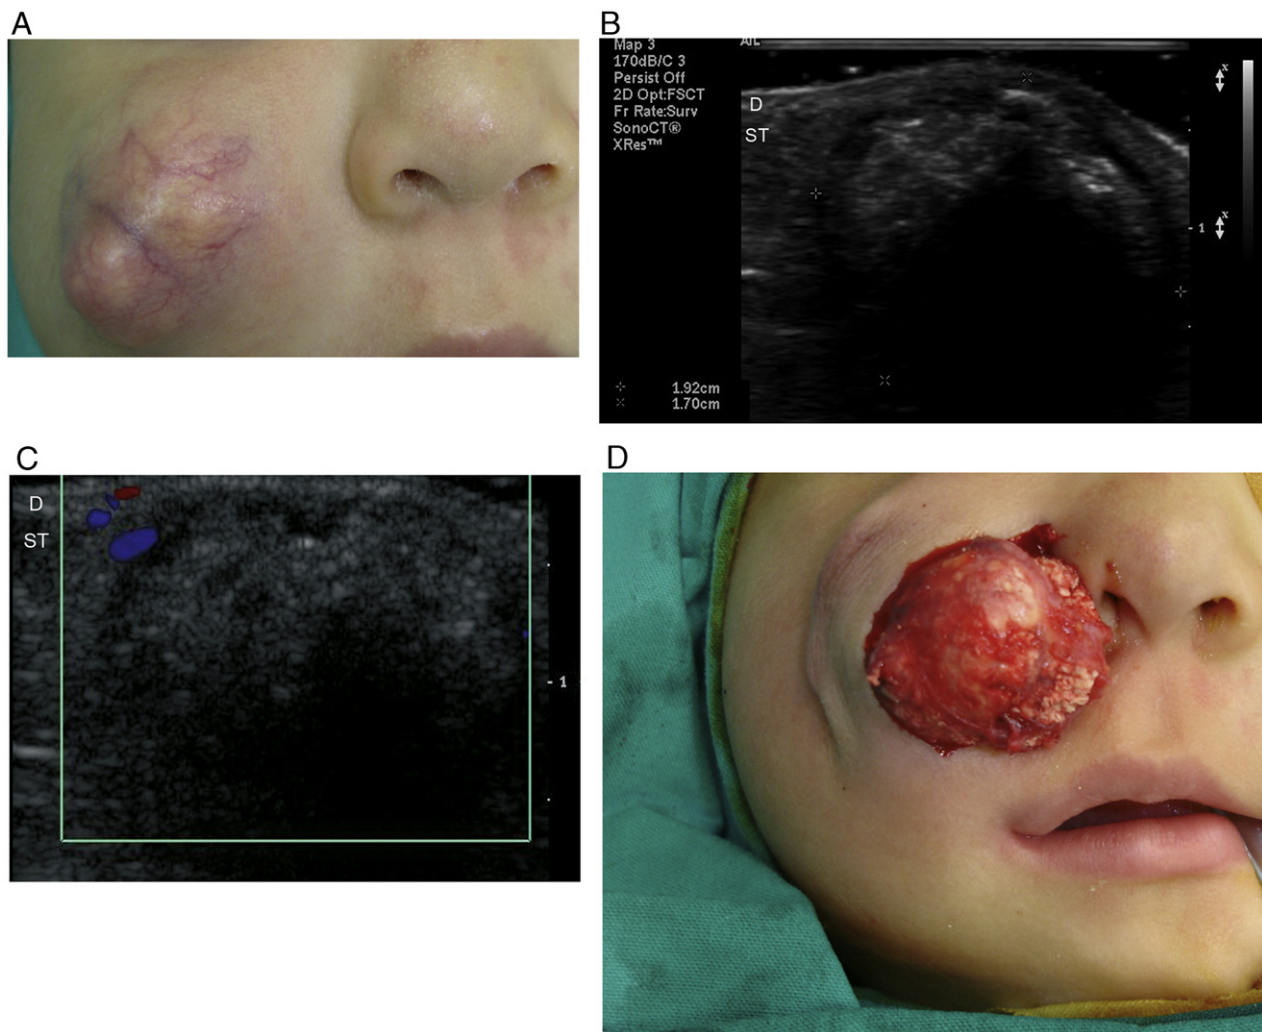 A
B
Map 3
170dB/C 3
Persist Off
2D Opt:FSCT
Fr Rate:Surv
SonoCT®
XRes™
D
ST
x
x
1
1.92cm
1.70cm
C
D
ST
1
D